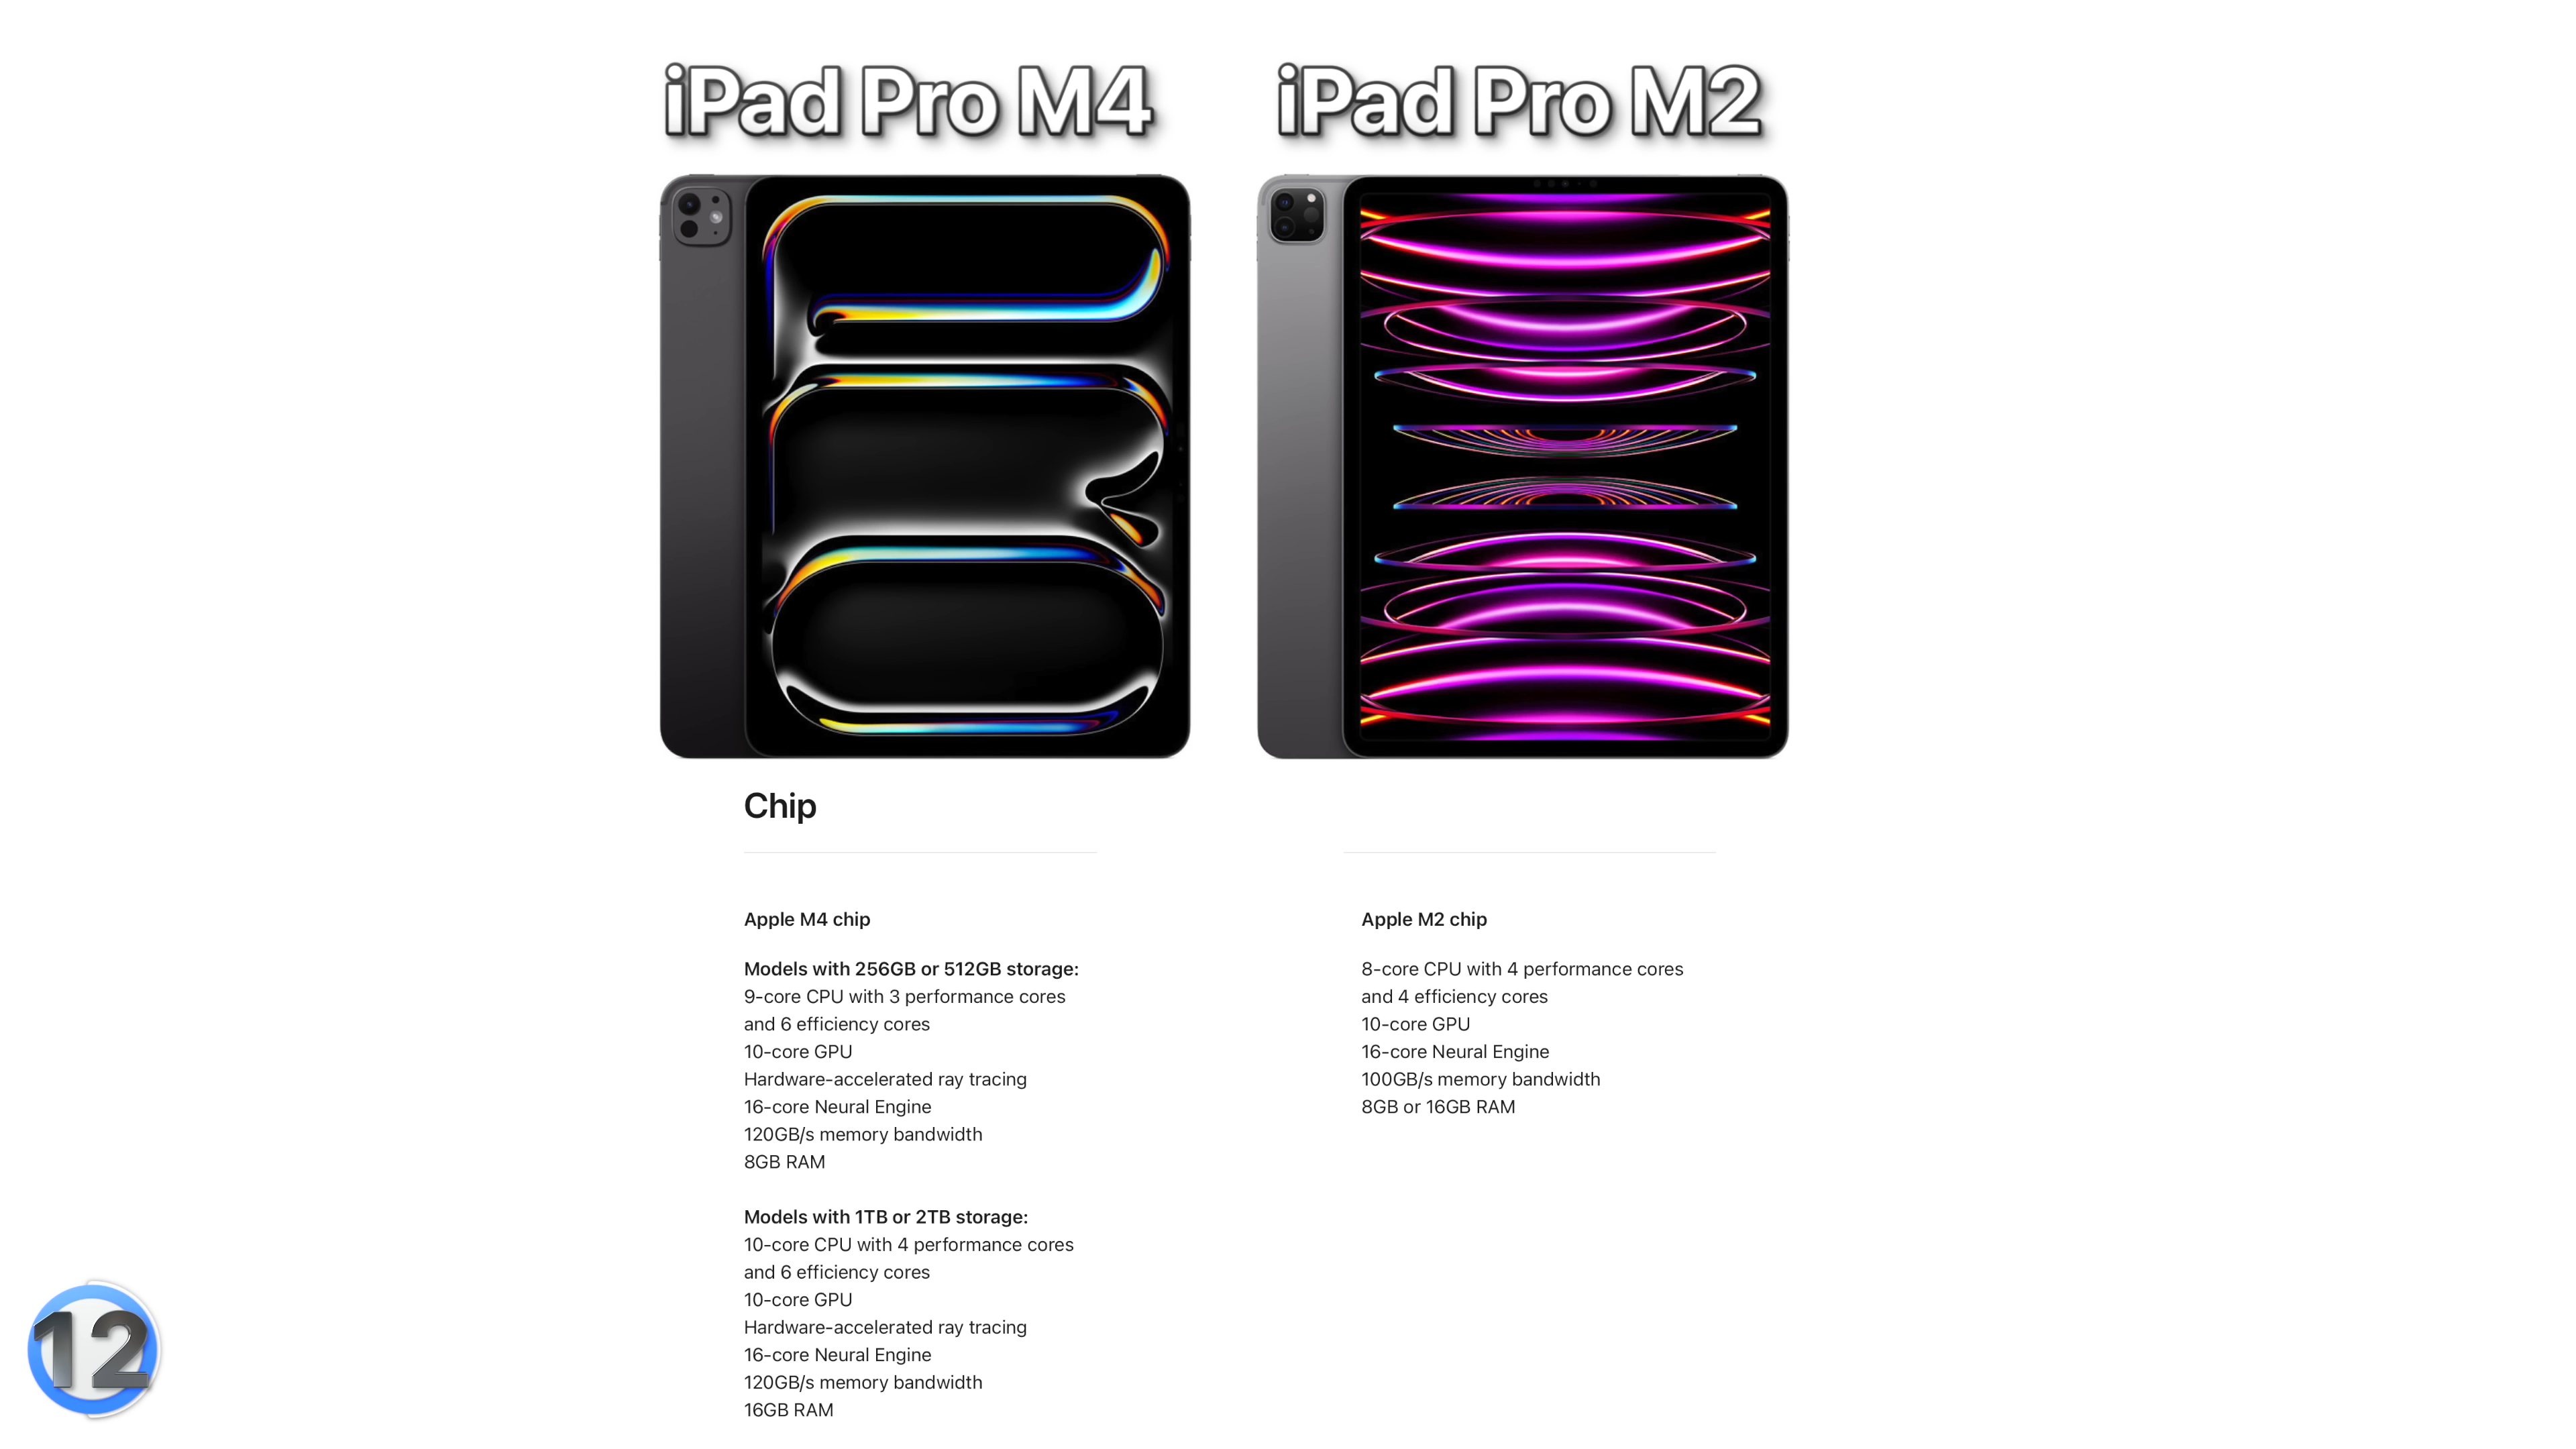 iPad Pro M4
iPad Pro M2
Chip
Apple M4 chip
Models with 256GB or 512GB storage:
9-core CPU with 3 performance cores
and 6 efficiency cores
10-core GPU
Hardware-accelerated ray tracing
16-core Neural Engine
120GB/s memory bandwidth
8GB RAM
Models with 1TB or 2TB storage:
10-core CPU with 4 performance cores
and 6 efficiency cores
10-core GPU
Hardware-accelerated ray tracing
16-core Neural Engine
120GB/s memory bandwidth
16GB RAM
Apple M2 chip
8-core CPU with 4 performance cores
and 4 efficiency cores
10-core GPU
16-core Neural Engine
100GB/s memory bandwidth
8GB or 16GB RAM
12